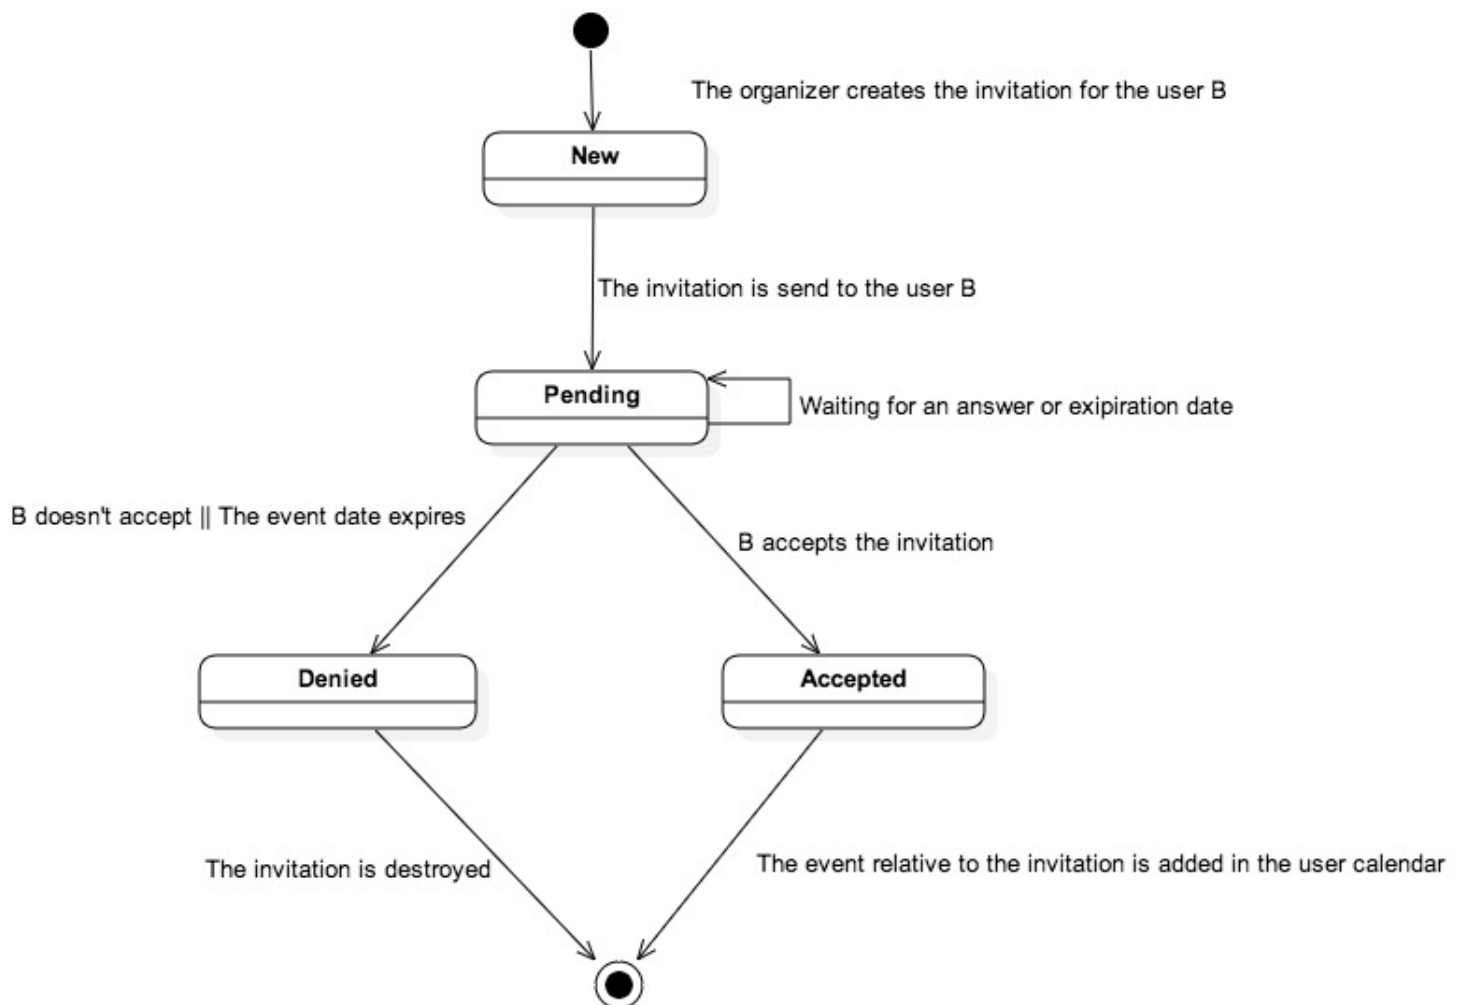 The organizer creates the invitation for the user B
New
The invitation is send to the user B
Pending
Waiting for an answer or exipiration date
B doesn't accept || The event date expires
B accepts the invitation
Denied
Accepted
The invitation is destroyed
The event relative to the invitation is added in the user calendar